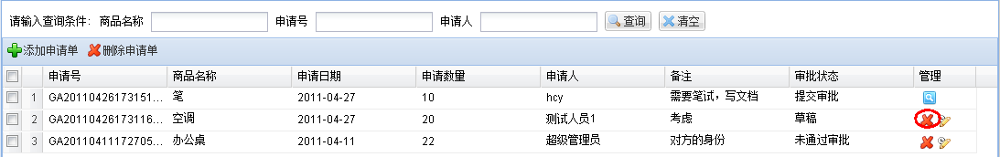 请输入查询条件: 商品名称 申请号 申请人 查询 清空
添加申请单 删除申请单
申请号 商品名称 申请日期 申请数量 申请人 备注 审批状态 管理
1 GA20110426173151... 笔 2011-04-27 10 hcy 需要笔试，写文档 提交审批
2 GA20110426173116... 空调 2011-04-27 20 测试人员1 考虑 草稿
3 GA20110411172705... 办公桌 2011-04-11 22 超级管理员 对方的身份 未通过审批